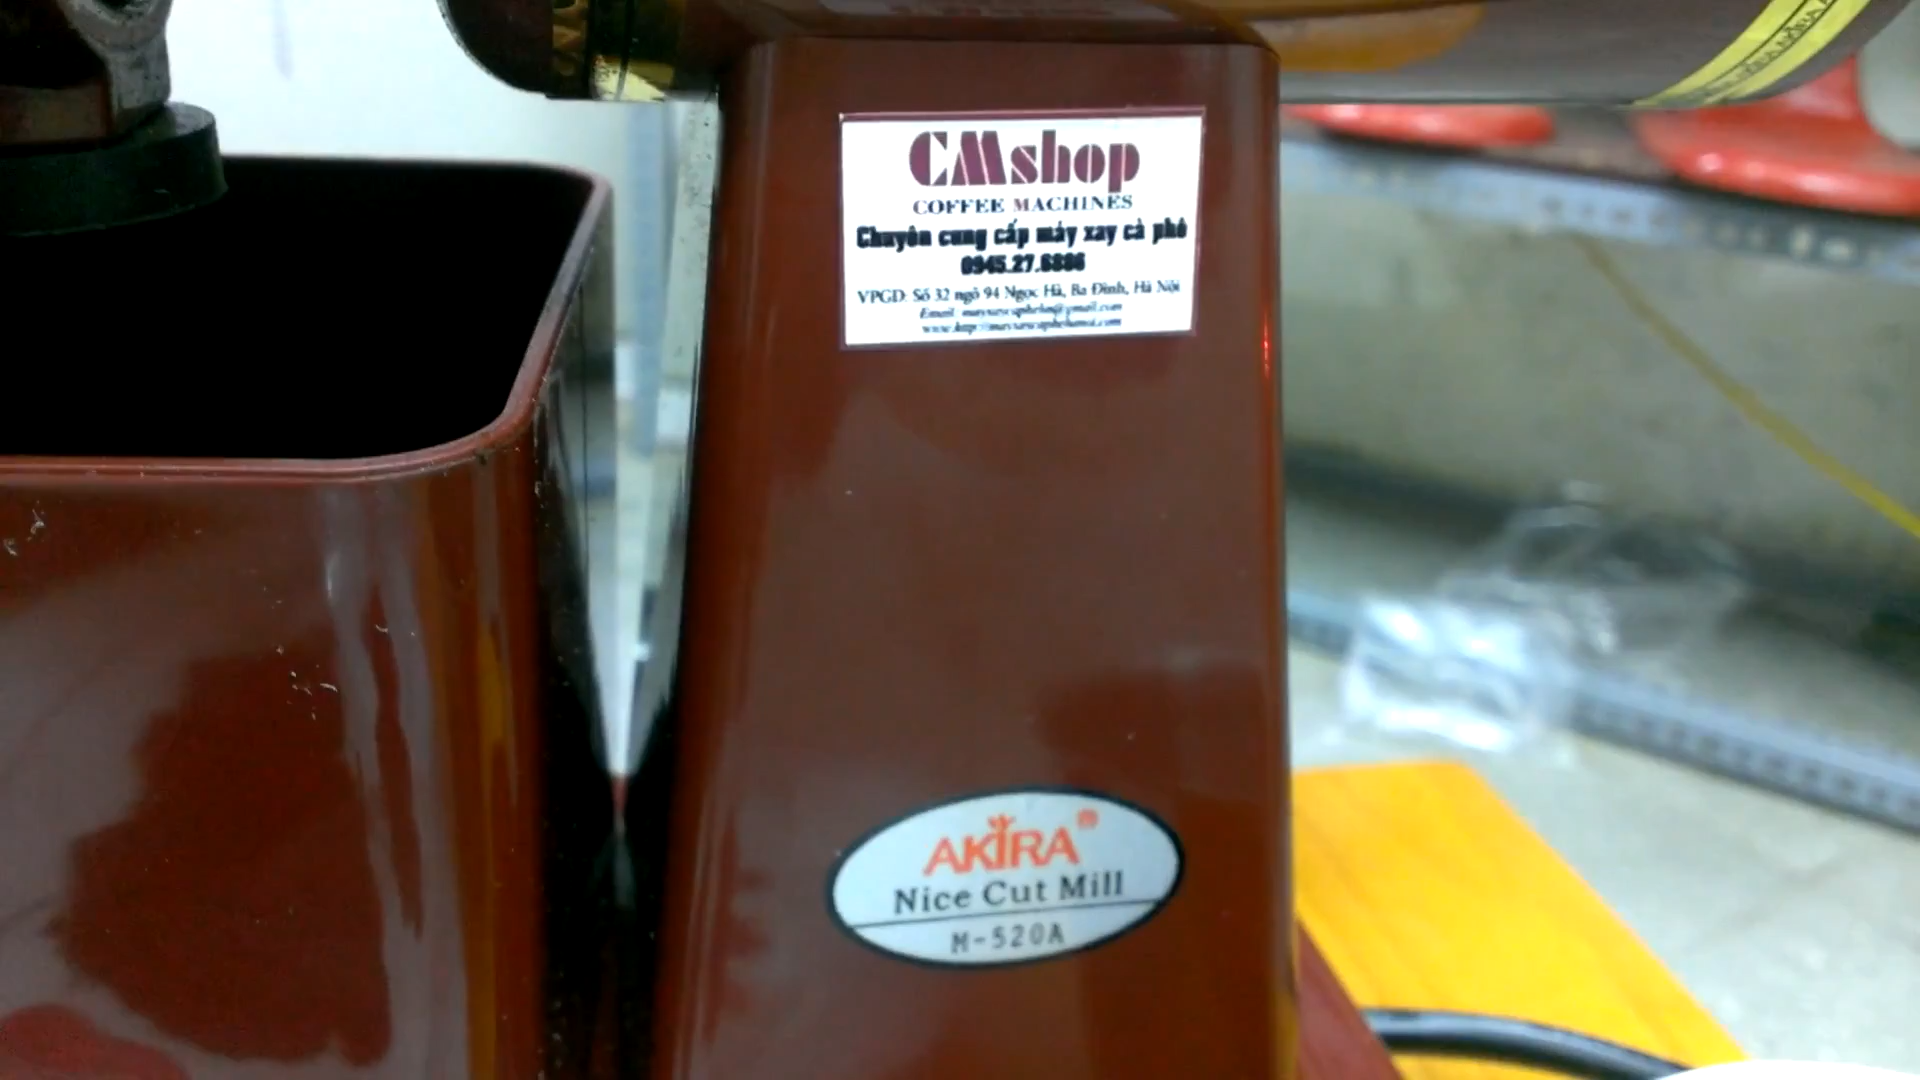 CMshop
COFFEE MACHINES
Chuyên cung cấp máy xay cà phê
0945.27.6886
VPGD: Số 32 ngõ 94 Ngọc Hà, Ba Đình, Hà Nội
Email:
AKIRA®
Nice Cut Mill
M-520A